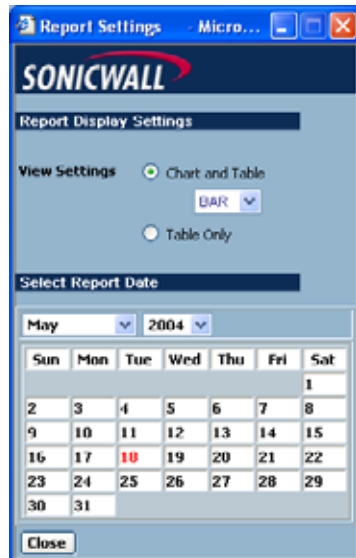 Report Settings - Micro...
SONICWALL
Report Display Settings
View Settings Chart and Table
BAR
Table Only
Select Report Date
May 2004
Sun Mon Tue Wed Thu Fri Sat
1
2 3 4 5 6 7 8
9 10 11 12 13 14 15
16 17 18 19 20 21 22
23 24 25 26 27 28 29
30 31
Close